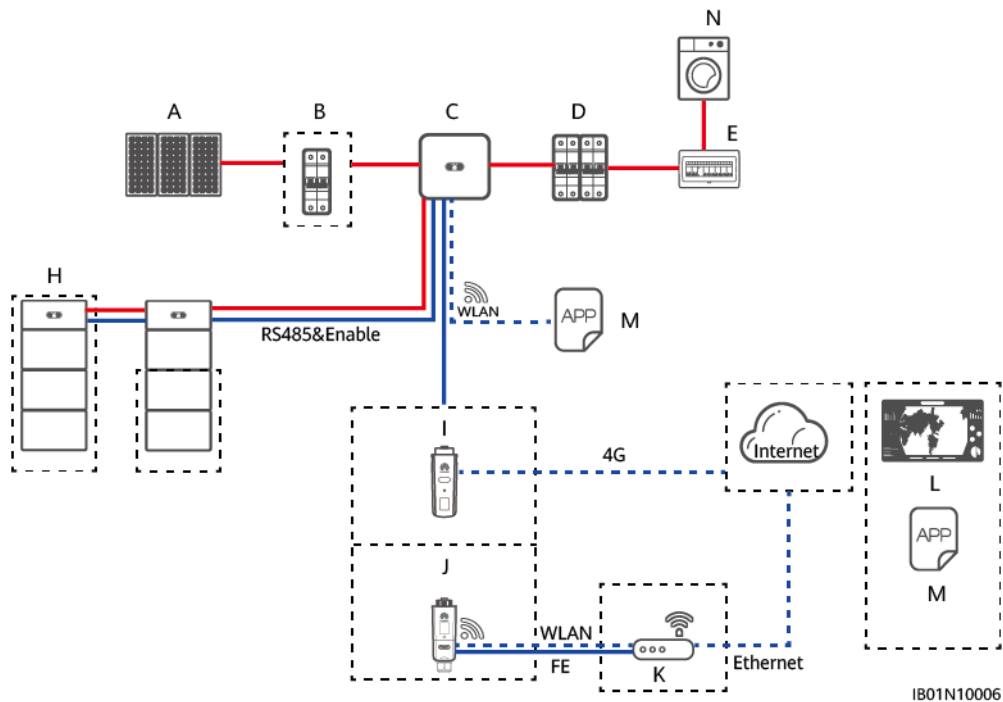 N
A
B
C
D
E
H
WLAN
APP
M
RS485&Enable
I
4G
Internet
L
APP
M
J
WLAN
FE
K
Ethernet
IB01N10006